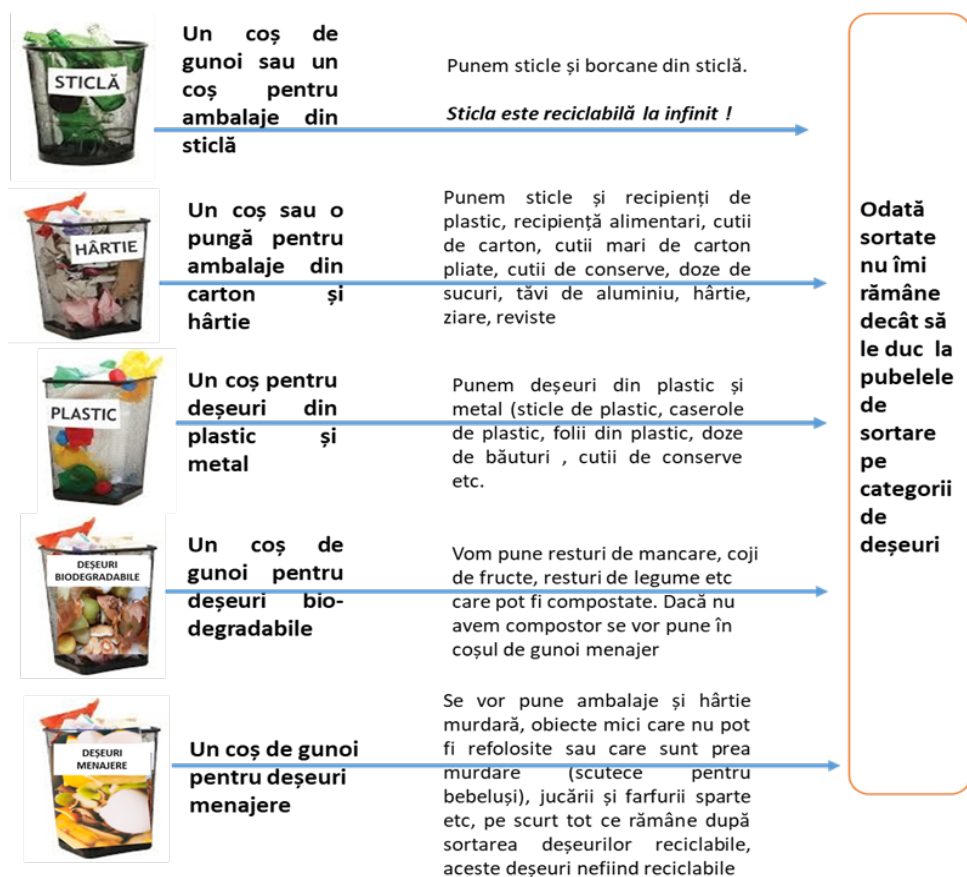 STICLĂ
Un coș de
gunoi sau un
coș pentru
ambalaje din
sticlă
Punem sticle și borcane din sticlă.
Sticla este reciclabilă la infinit !
HÂRTIE
Un coș sau o
pungă pentru
ambalaje din
carton și
hârtie
Punem sticle și recipienți de
plastic, recipiență alimentari, cutii
de carton, cutii mari de carton
pliate, cutii de conserve, doze de
sucuri, tăvi de aluminiu, hârtie,
ziare, reviste
PLASTIC
Un coș pentru
deșeuri din
plastic și
metal
Punem deșeuri din plastic și
metal (sticle de plastic, caserole
de plastic, folii din plastic, doze
de băuturi , cutii de conserve
etc.
DEȘEURI
BIODEGRADABILE
Un coș de
gunoi pentru
deșeuri bio-
degradabile
Vom pune resturi de mancare, coji
de fructe, resturi de legume etc
care pot fi compostate. Dacă nu
avem compostor se vor pune în
coșul de gunoi menajer
DEȘEURI
MENAJERE
Un coș de gunoi
pentru deșeuri
menajere
Se vor pune ambalaje și hârtie
murdară, obiecte mici care nu pot
fi refolosite sau care sunt prea
murdare (scutece pentru
bebeluși), jucării și farfurii sparte
etc, pe scurt tot ce rămâne după
sortarea deșeurilor reciclabile,
aceste deșeuri nefiind reciclabile
Odată
sortate
nu îmi
rămâne
decât să
le duc la
pubelele
de
sortare
pe
categorii
de
deșeuri